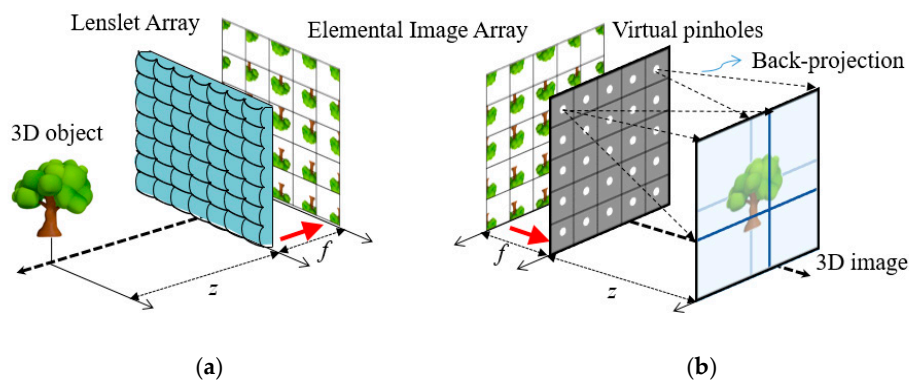 Lenslet Array
Elemental Image Array
Virtual pinholes
Back-projection
3D object
f
z
f
z
3D image
(a)
(b)